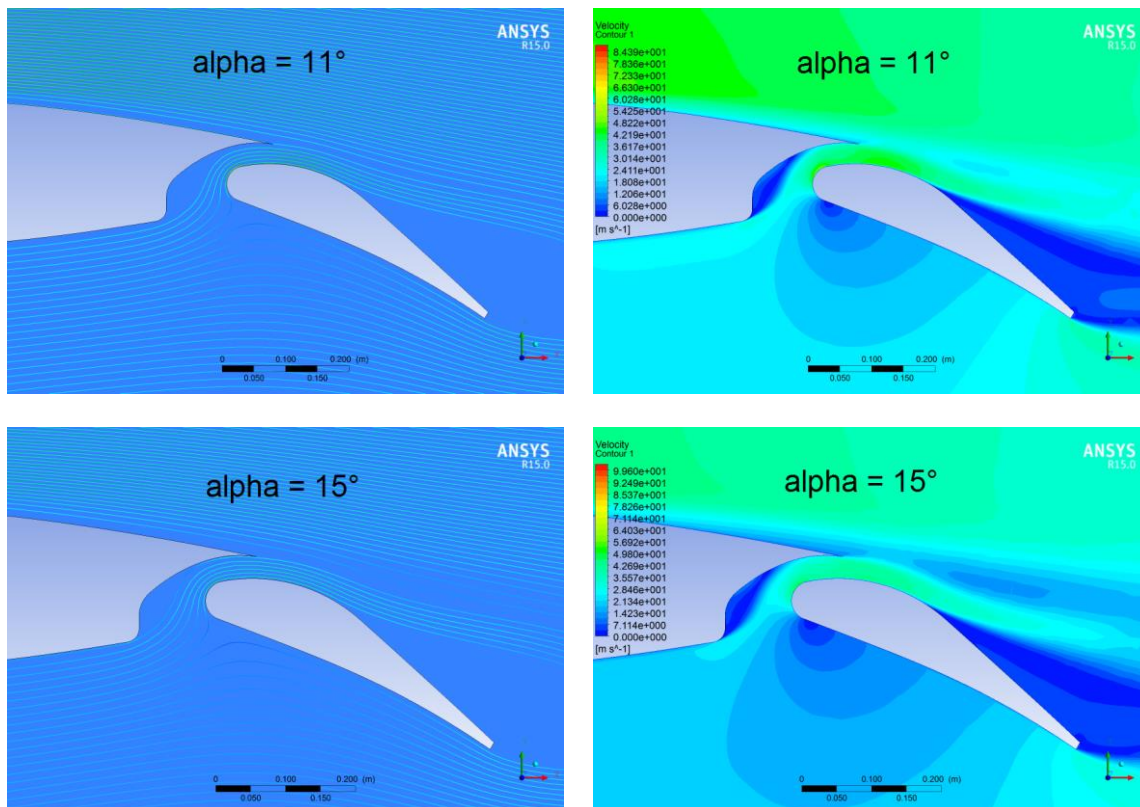 ANSYS
R15.0
alpha = 11°
0 0.100 0.200 (m)
0.050 0.150
Velocity
Contour 1
8.439e+001
7.836e+001
7.233e+001
6.630e+001
6.028e+001
5.425e+001
4.822e+001
4.219e+001
3.617e+001
3.014e+001
2.411e+001
1.808e+001
1.206e+001
6.028e+000
0.000e+000
[m s^-1]
ANSYS
R15.0
alpha = 11°
0 0.100 0.200 (m)
0.050 0.150
ANSYS
R15.0
alpha = 15°
0 0.100 0.200 (m)
0.050 0.150
Velocity
Contour 1
9.960e+001
9.249e+001
8.537e+001
7.826e+001
7.114e+001
6.403e+001
5.692e+001
4.980e+001
4.269e+001
3.557e+001
2.846e+001
2.134e+001
1.423e+001
7.114e+000
0.000e+000
[m s^-1]
ANSYS
R15.0
alpha = 15°
0 0.100 0.200 (m)
0.050 0.150